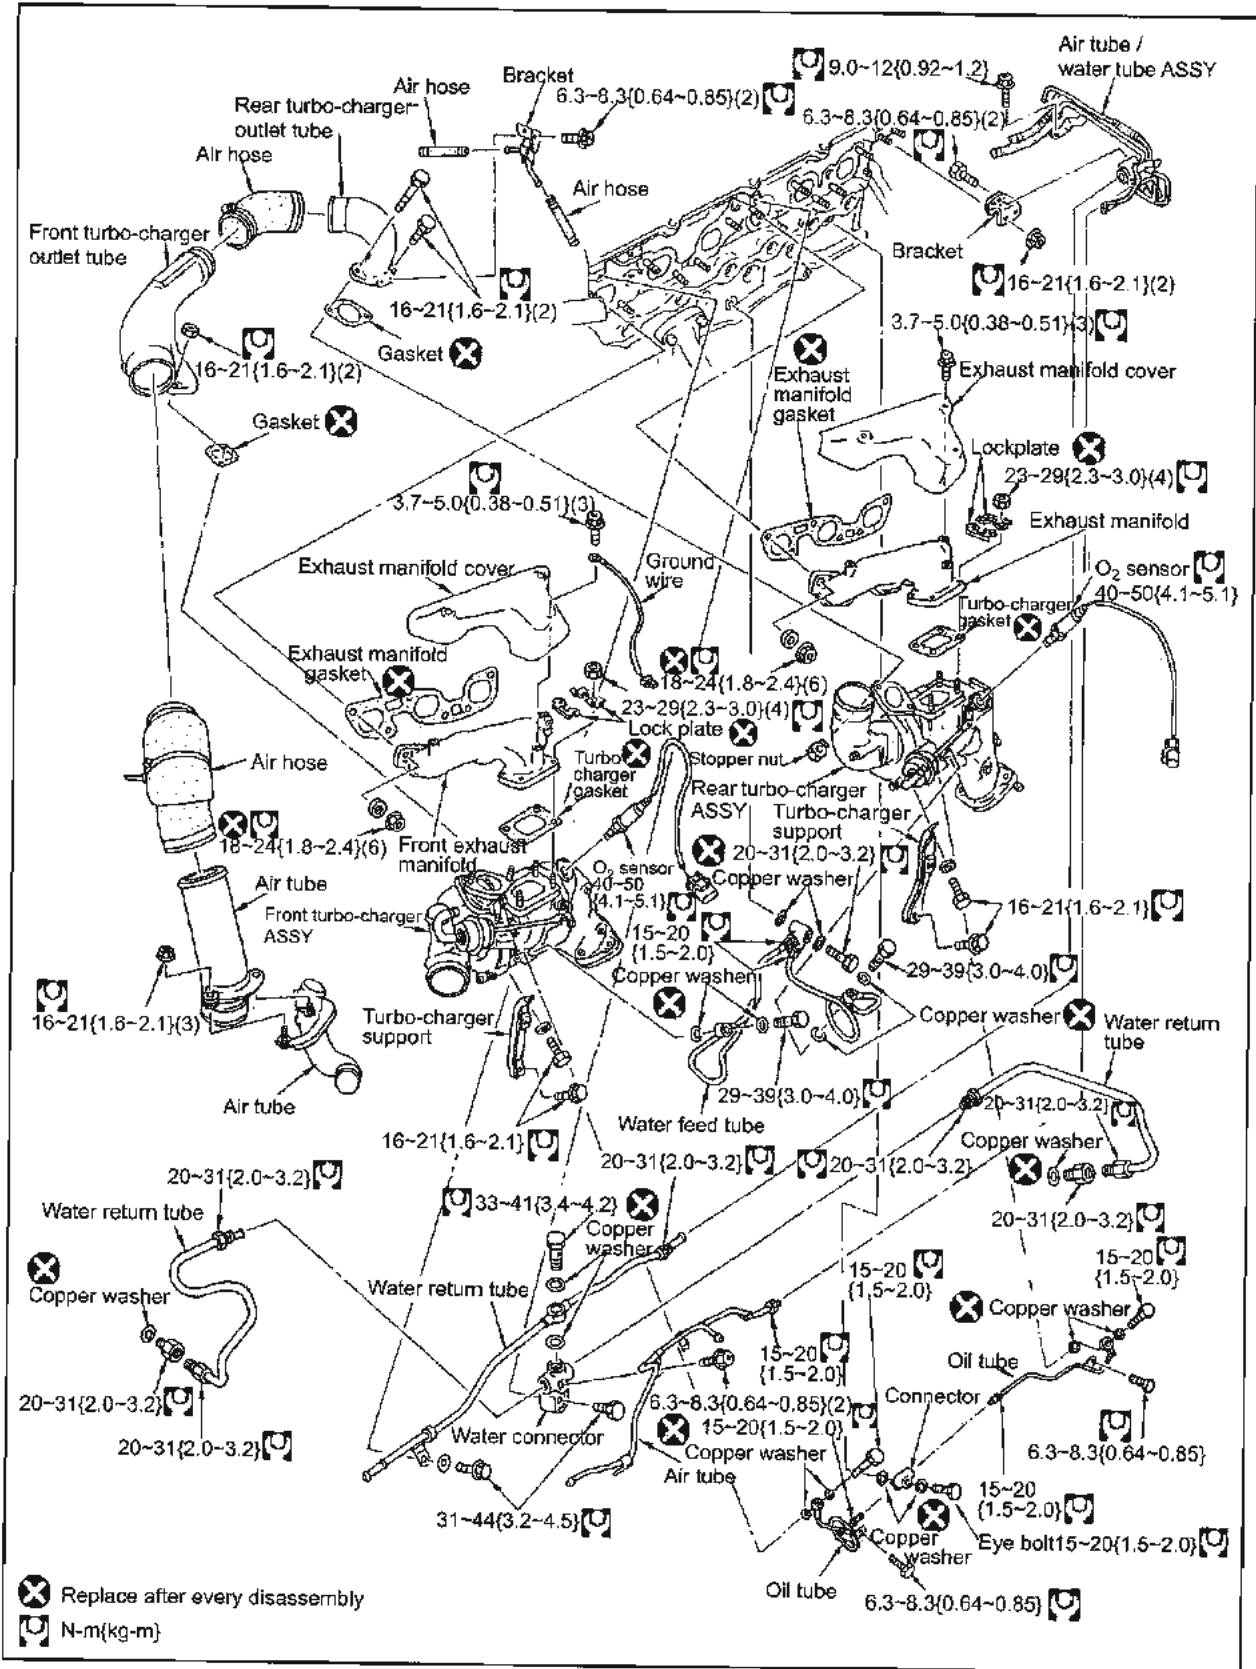 Air tube /
water tube ASSY
9.0~12{0.92~1.2}
Bracket
6.3~8.3{0.64~0.85}(2)
Air hose
Rear turbo-charger
outlet tube
Air hose
6.3~8.3{0.64~0.85}(2)
Air hose
Front turbo-charger
outlet tube
Bracket
16~21{1.6~2.1}(2)
16~21{1.6~2.1}(2)
3.7~5.0{0.38~0.51}(3)
Gasket
16~21{1.6~2.1}(2)
Exhaust
manifold
gasket
Exhaust manifold cover
Gasket
Lockplate
23~29{2.3~3.0}(4)
3.7~5.0{0.38~0.51}(3)
Exhaust manifold
Exhaust manifold cover
Ground
wire
O2 sensor
40~50{4.1~5.1}
Turbo-charger
gasket
Exhaust manifold
gasket
18~24{1.8~2.4}(6)
23~29{2.3~3.0}(4)
Lock plate
Air hose
Turbo-
charger
gasket
Stopper nut
Rear turbo-charger
ASSY
Turbo-charger
support
18~24{1.8~2.4}(6)
Front exhaust
manifold
20~31{2.0~3.2}
Copper washer
Air tube
O2 sensor
40~50
{4.1~5.1}
16~21{1.6~2.1}
Front turbo-charger
ASSY
15~20
{1.5~2.0}
29~39{3.0~4.0}
Copper washer
16~21{1.6~2.1}(3)
Turbo-charger
support
Copper washer
Water return
tube
Air tube
29~39{3.0~4.0}
20~31{2.0~3.2}
Water feed tube
16~21{1.6~2.1}
Copper washer
20~31{2.0~3.2}
20~31{2.0~3.2}
20~31{2.0~3.2}
33~41{3.4~4.2}
20~31{2.0~3.2}
Water return tube
Copper
washer
15~20
{1.5~2.0}
15~20
{1.5~2.0}
Copper washer
Water return tube
Copper washer
15~20
{1.5~2.0}
Oil tube
Connector
20~31{2.0~3.2}
6.3~8.3{0.64~0.85}(2)
15~20{1.5~2.0}
20~31{2.0~3.2}
Water connector
Copper washer
Air tube
6.3~8.3{0.64~0.85}
15~20
{1.5~2.0}
31~44{3.2~4.5}
Copper
washer
Eye bolt15~20{1.5~2.0}
Oil tube
6.3~8.3{0.64~0.85}
Replace after every disassembly
N-m{kg-m}